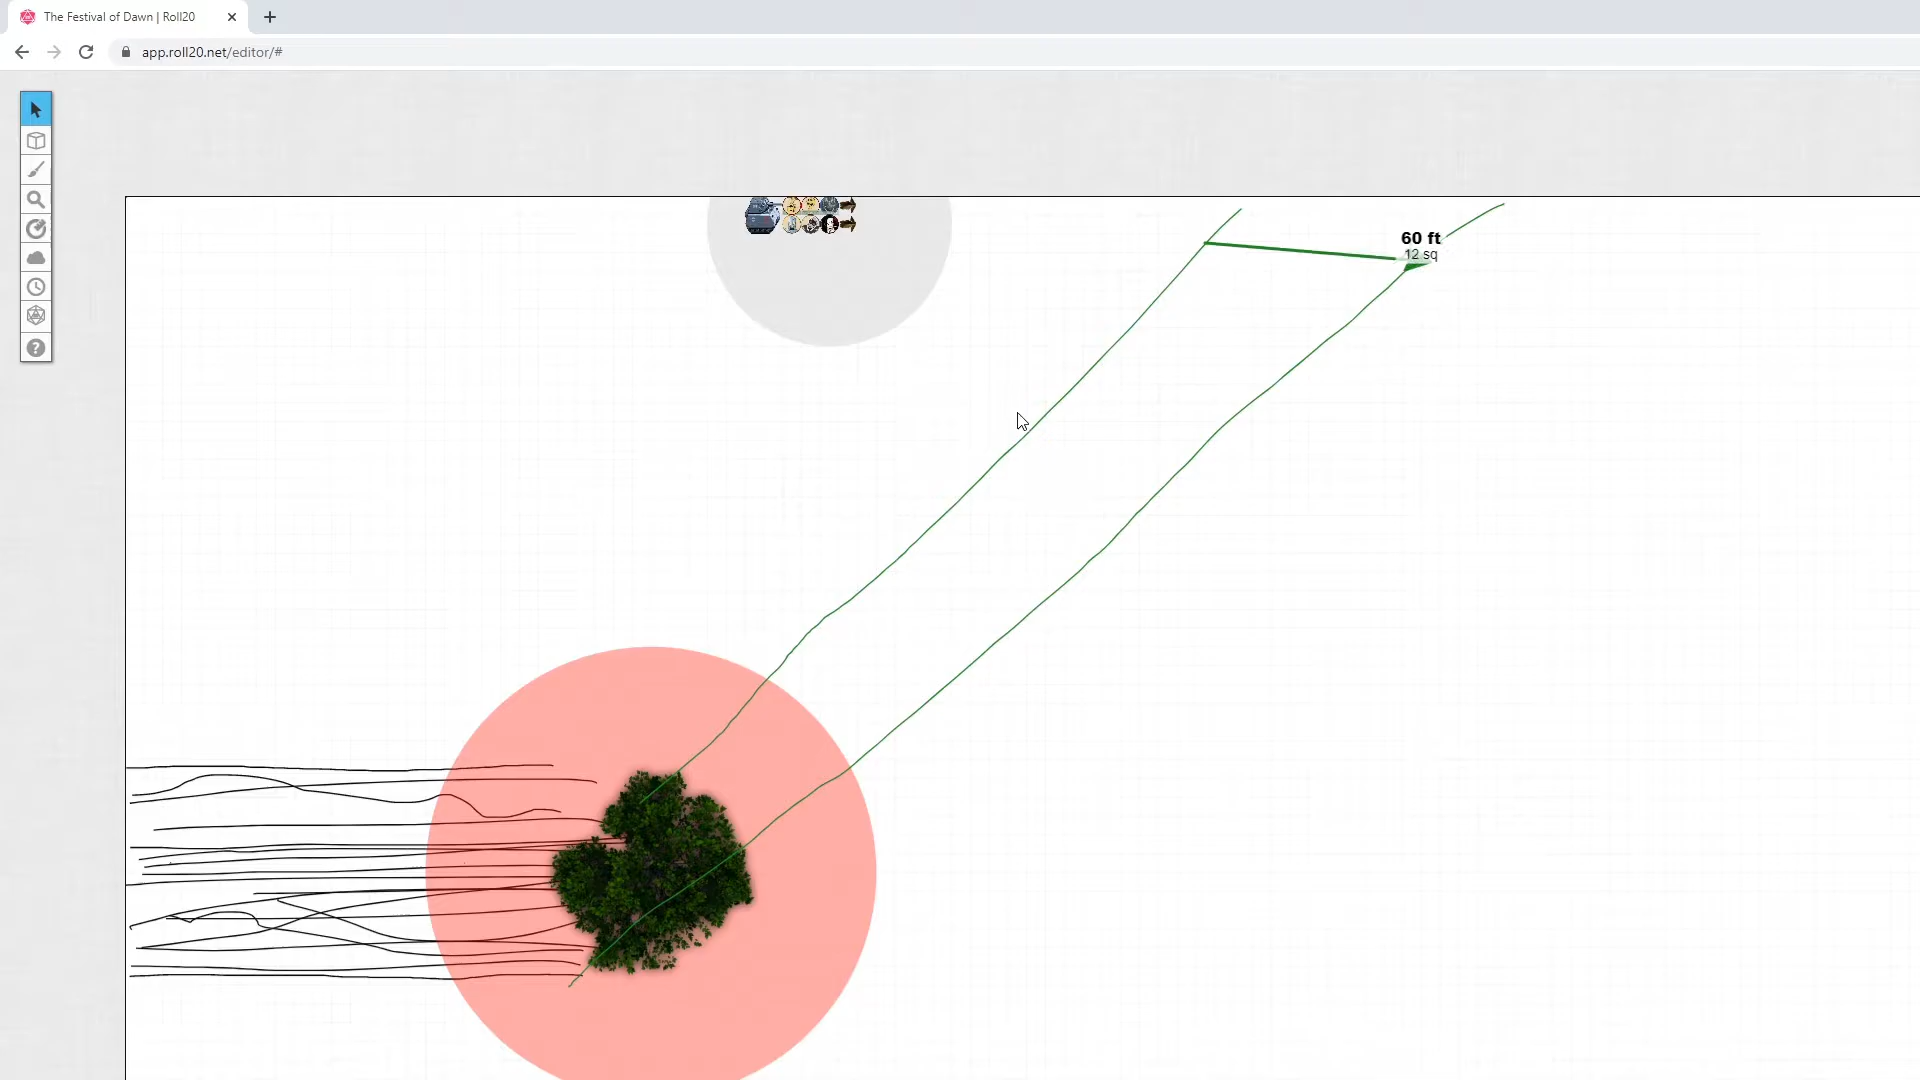 The Festival of Dawn | Roll20
app.roll20.net/editor/#
60 ft
12 sq
?